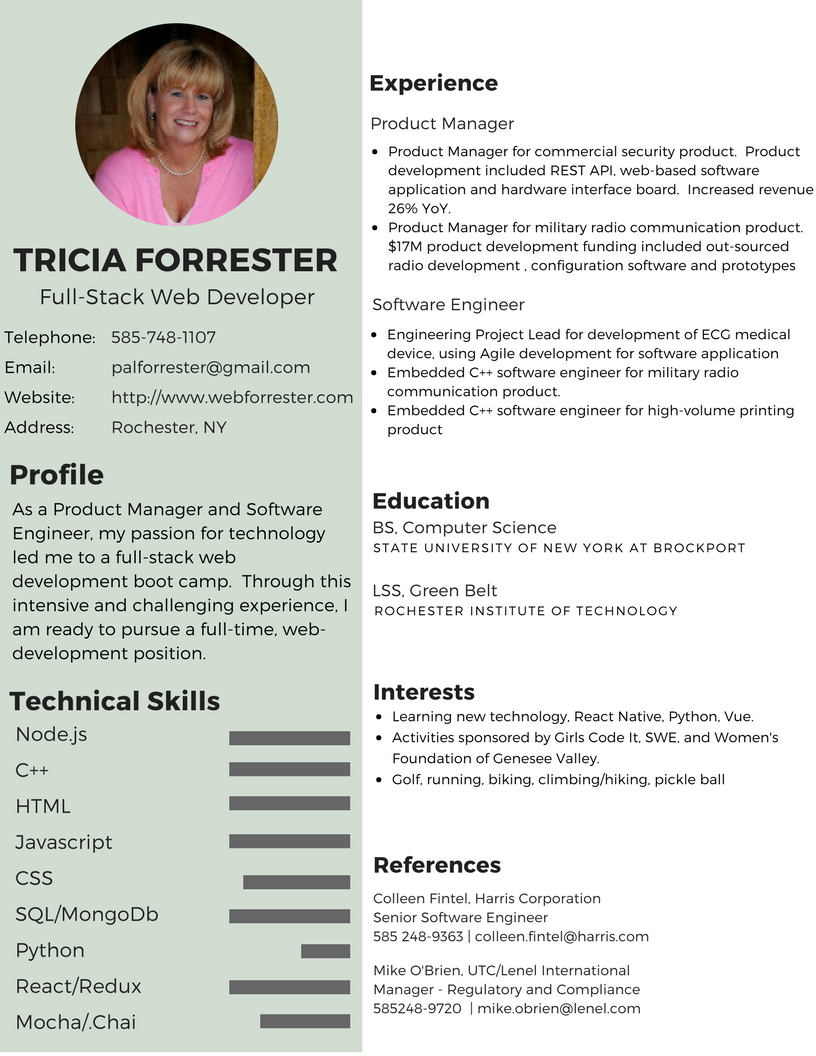 TRICIA FORRESTER
Full-Stack Web Developer
Telephone: 585-748-1107
Email: palforrester@gmail.com
Website: http://www.webforrester.com
Address: Rochester, NY
Profile
As a Product Manager and Software
Engineer, my passion for technology
led me to a full-stack web
development boot camp.  Through this
intensive and challenging experience, I
am ready to pursue a full-time, web-
development position.
Technical Skills
Node.js
C++
HTML
Javascript
CSS
SQL/MongoDb
Python
React/Redux
Mocha/.Chai
Experience
Product Manager
• Product Manager for commercial security product.  Product
development included REST API, web-based software
application and hardware interface board.  Increased revenue
26% YoY.
• Product Manager for military radio communication product.
$17M product development funding included out-sourced
radio development , configuration software and prototypes
Software Engineer
• Engineering Project Lead for development of ECG medical
device, using Agile development for software application
• Embedded C++ software engineer for military radio
communication product.
• Embedded C++ software engineer for high-volume printing
product
Education
BS, Computer Science
STATE UNIVERSITY OF NEW YORK AT BROCKPORT
LSS, Green Belt
ROCHESTER INSTITUTE OF TECHNOLOGY
Interests
• Learning new technology, React Native, Python, Vue.
• Activities sponsored by Girls Code It, SWE, and Women's
Foundation of Genesee Valley.
• Golf, running, biking, climbing/hiking, pickle ball
References
Colleen Fintel, Harris Corporation
Senior Software Engineer
585 248-9363 | colleen.fintel@harris.com
Mike O'Brien, UTC/Lenel International
Manager - Regulatory and Compliance
585248-9720  | mike.obrien@lenel.com